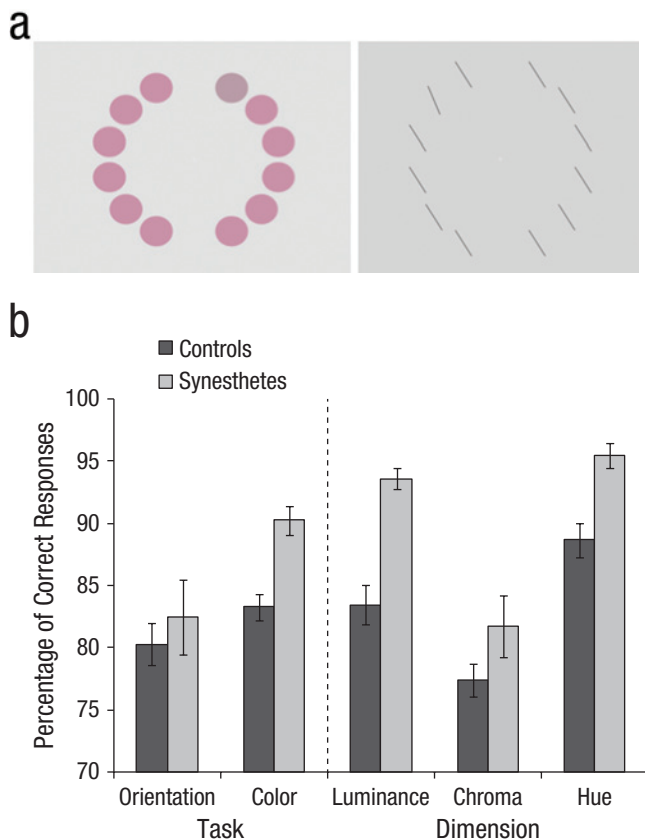 a
b
Controls
Synesthetes
Percentage of Correct Responses
100
95
90
85
80
75
70
Orientation Color Luminance Chroma Hue
Task Dimension